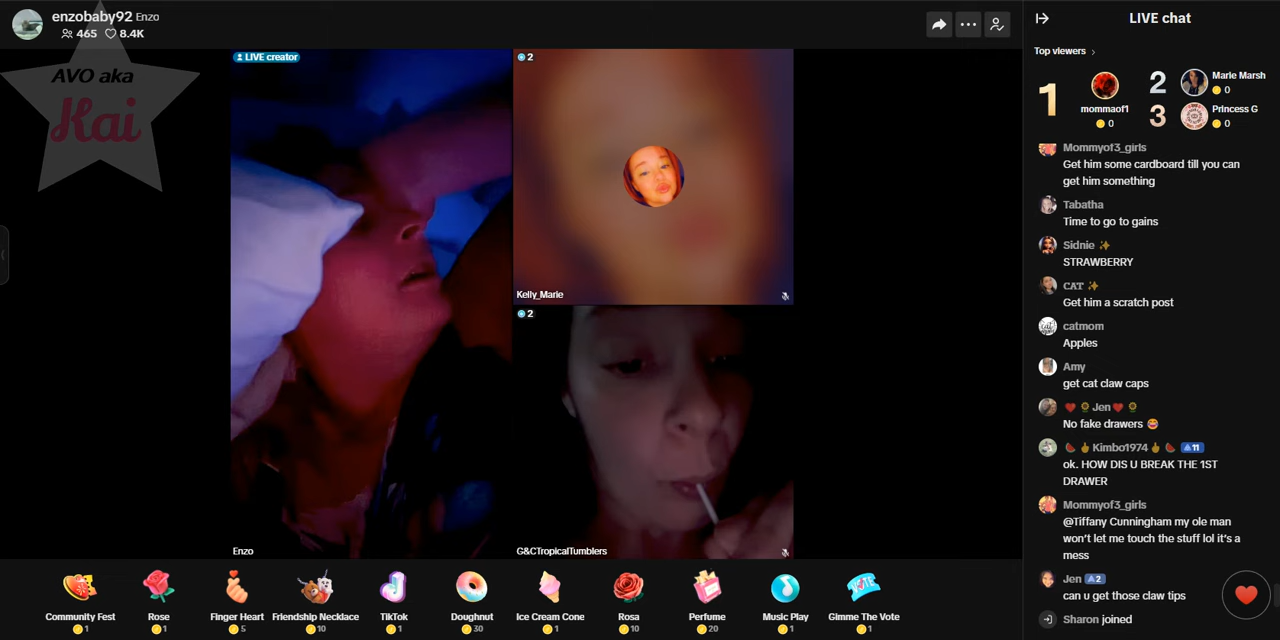 enzobaby92 Enzo
465 8.4K
AVO aka
Kai
LIVE creator
2
Kelly_Marie
2
Enzo
G&CTropicalTumblers
Community Fest
1
Rose
1
Finger Heart
5
Friendship Necklace
10
TikTok
1
Doughnut
30
Ice Cream Cone
1
Rosa
10
Perfume
20
Music Play
1
VOTE
Gimme The Vote
1
LIVE chat
Top viewers
1
mommaof1
0
2
Marie Marsh
0
3
Princess G
0
Mommyof3_girls
Get him some cardboard till you can
get him something
Tabatha
Time to go to gains
Sidnie
STRAWBERRY
CAT
Get him a scratch post
catmom
Apples
Amy
get cat claw caps
Jen
No fake drawers
Kimbo1974 11
ok. HOW DIS U BREAK THE 1ST
DRAWER
Mommyof3_girls
@Tiffany Cunningham my ole man
won't let me touch the stuff lol it's a
mess
Jen 2
can u get those claw tips
Sharon joined